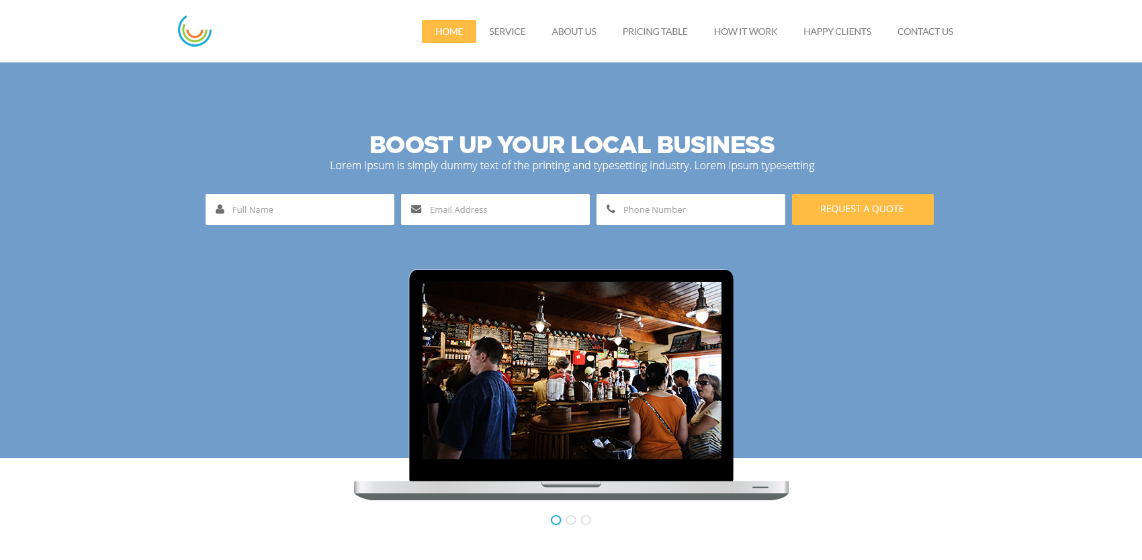 HOME SERVICE ABOUT US PRICING TABLE HOW IT WORK HAPPY CLIENTS CONTACT US
BOOST UP YOUR LOCAL BUSINESS
Lorem Ipsum is simply dummy text of the printing and typesetting industry. Lorem Ipsum typesetting
Full Name Email Address Phone Number REQUEST A QUOTE